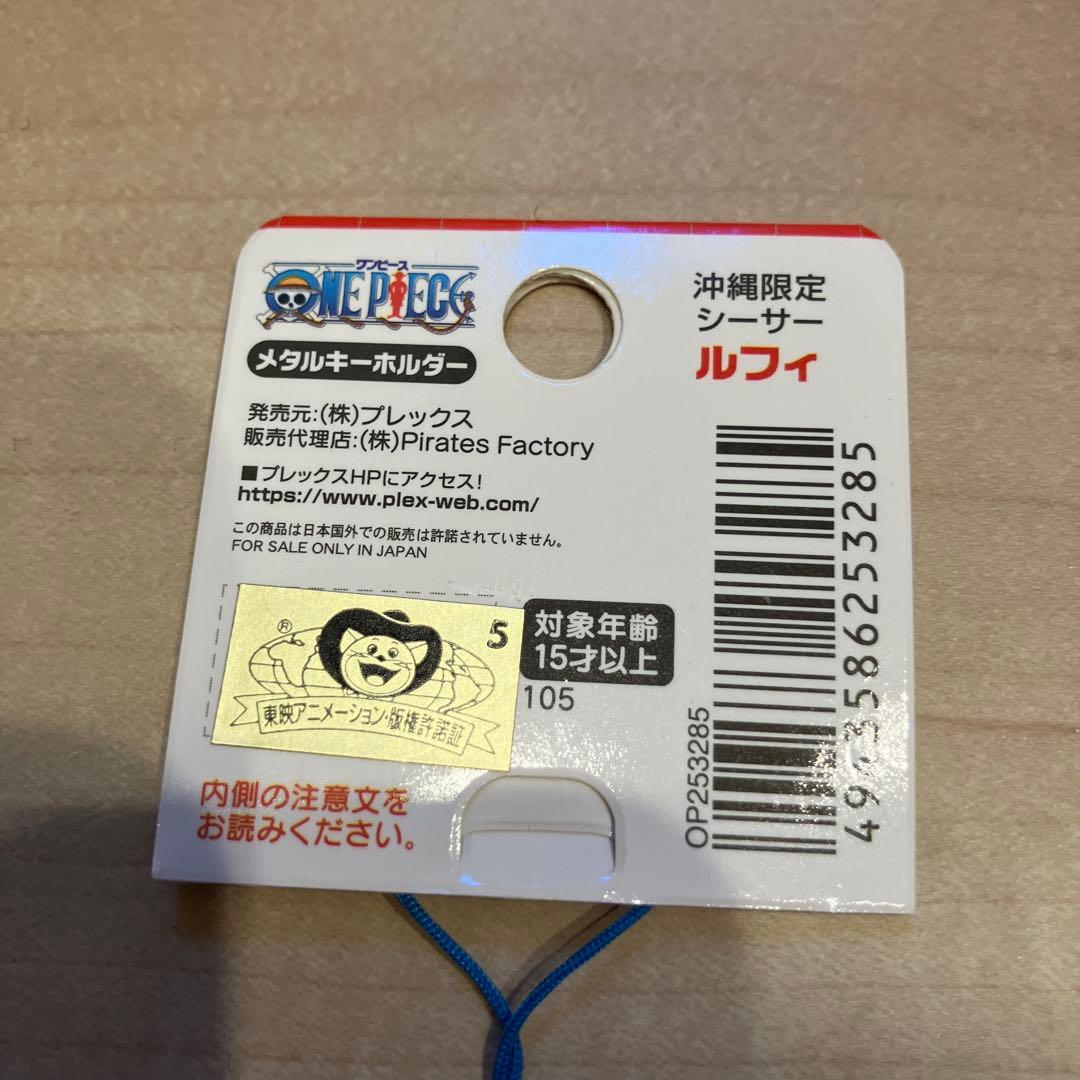 ワンピース
ONE PIECE
メタルキーホルダー
発売元:(株)プレックス
販売代理店:(株)Pirates Factory
■プレックスHPにアクセス!
https://www.plex-web.com/
この商品は日本国外での販売は許諾されていません。
FOR SALE ONLY IN JAPAN
® 5
東映アニメーション・版権許諾証
対象年齢
15才以上
105
内側の注意文を
お読みください。
沖縄限定
シーサー
ルフィ
OP253285
4943586253285